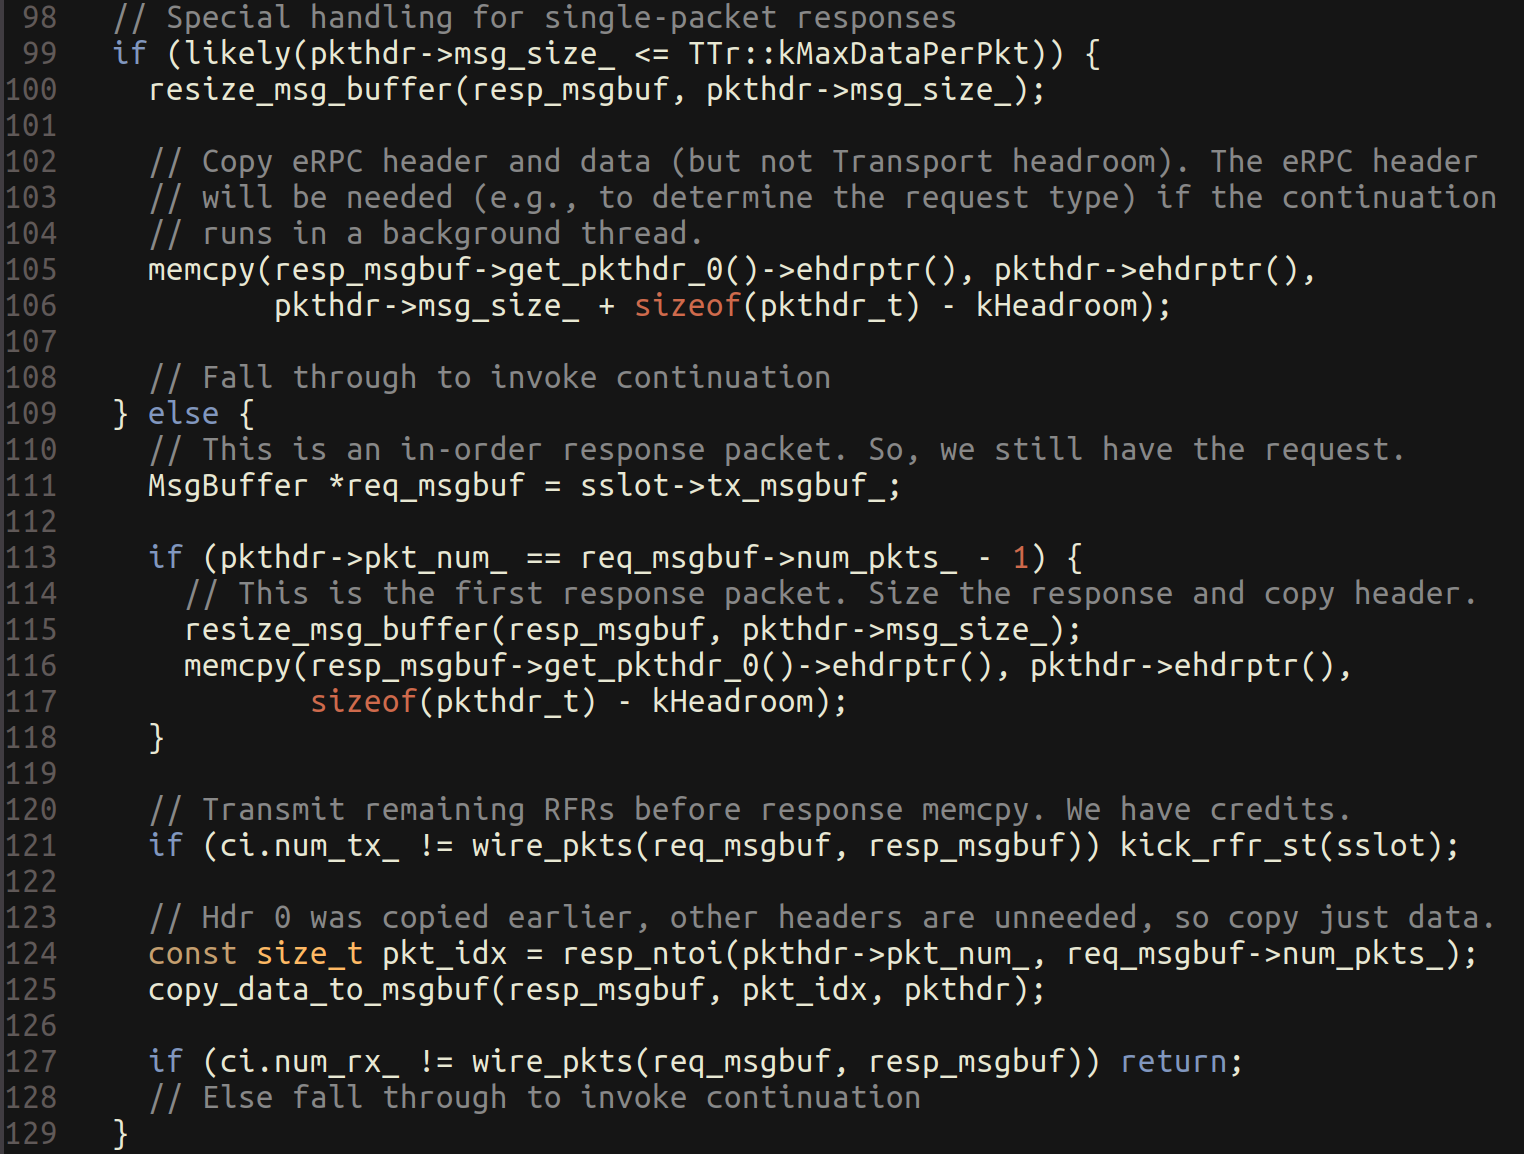 98 // Special handling for single-packet responses
99 if (likely(pkthdr->msg_size_ <= TTr::kMaxDataPerPkt)) {
100 resize_msg_buffer(resp_msgbuf, pkthdr->msg_size_);
101
102 // Copy eRPC header and data (but not Transport headroom). The eRPC header
103 // will be needed (e.g., to determine the request type) if the continuation
104 // runs in a background thread.
105 memcpy(resp_msgbuf->get_pkthdr_0()->ehdrptr(), pkthdr->ehdrptr(),
106 pkthdr->msg_size_ + sizeof(pkthdr_t) - kHeadroom);
107
108 // Fall through to invoke continuation
109 } else {
110 // This is an in-order response packet. So, we still have the request.
111 MsgBuffer *req_msgbuf = sslot->tx_msgbuf_;
112
113 if (pkthdr->pkt_num_ == req_msgbuf->num_pkts_ - 1) {
114 // This is the first response packet. Size the response and copy header.
115 resize_msg_buffer(resp_msgbuf, pkthdr->msg_size_);
116 memcpy(resp_msgbuf->get_pkthdr_0()->ehdrptr(), pkthdr->ehdrptr(),
117 sizeof(pkthdr_t) - kHeadroom);
118 }
119
120 // Transmit remaining RFRs before response memcpy. We have credits.
121 if (ci.num_tx_ != wire_pkts(req_msgbuf, resp_msgbuf)) kick_rfr_st(sslot);
122
123 // Hdr 0 was copied earlier, other headers are unneeded, so copy just data.
124 const size_t pkt_idx = resp_ntoi(pkthdr->pkt_num_, req_msgbuf->num_pkts_);
125 copy_data_to_msgbuf(resp_msgbuf, pkt_idx, pkthdr);
126
127 if (ci.num_rx_ != wire_pkts(req_msgbuf, resp_msgbuf)) return;
128 // Else fall through to invoke continuation
129 }